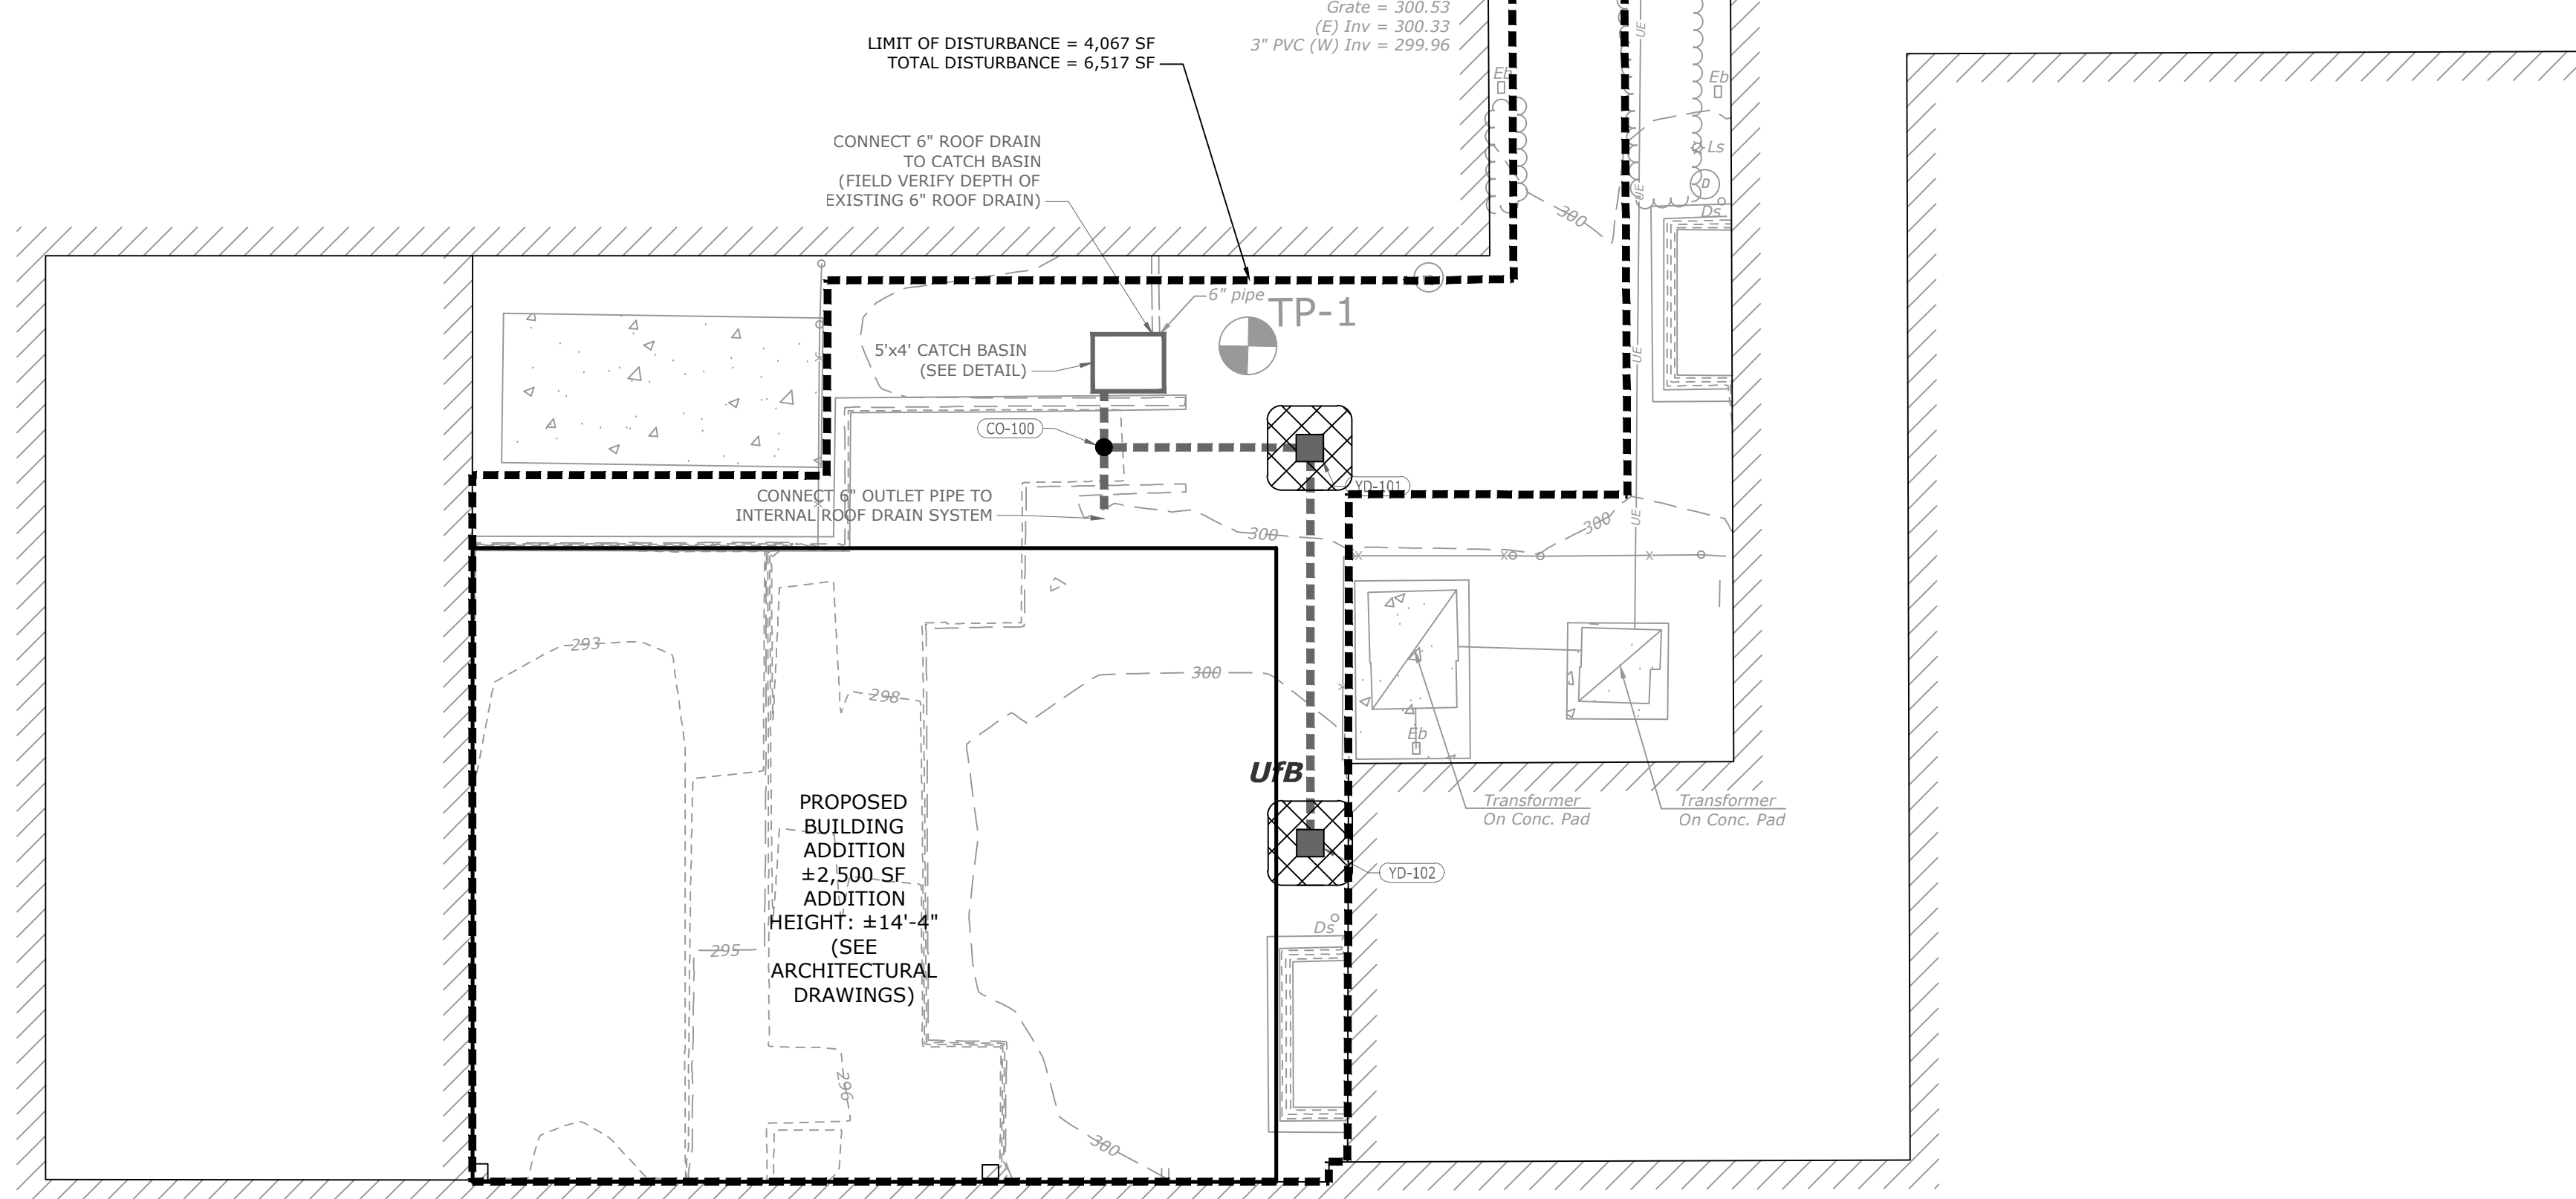 Grate = 300.53
(E) Inv = 300.33
3" PVC (W) Inv = 299.96
LIMIT OF DISTURBANCE = 4,067 SF
TOTAL DISTURBANCE = 6,517 SF
UE
Eb
Eb
CONNECT 6" ROOF DRAIN
TO CATCH BASIN
(FIELD VERIFY DEPTH OF
EXISTING 6" ROOF DRAIN)
Ls
D
UE
Ds
300
6" pipe
TP-1
5'x4' CATCH BASIN
(SEE DETAIL)
UE
CO-100
YD-101
CONNECT 6" OUTLET PIPE TO
INTERNAL ROOF DRAIN SYSTEM
300
300
UE
293
298
300
Eb
UfB
Transformer
On Conc. Pad
Transformer
On Conc. Pad
PROPOSED
BUILDING
ADDITION
±2,500 SF
ADDITION
HEIGHT: ±14'-4"
(SEE
ARCHITECTURAL
DRAWINGS)
YD-102
Ds
295
296
300